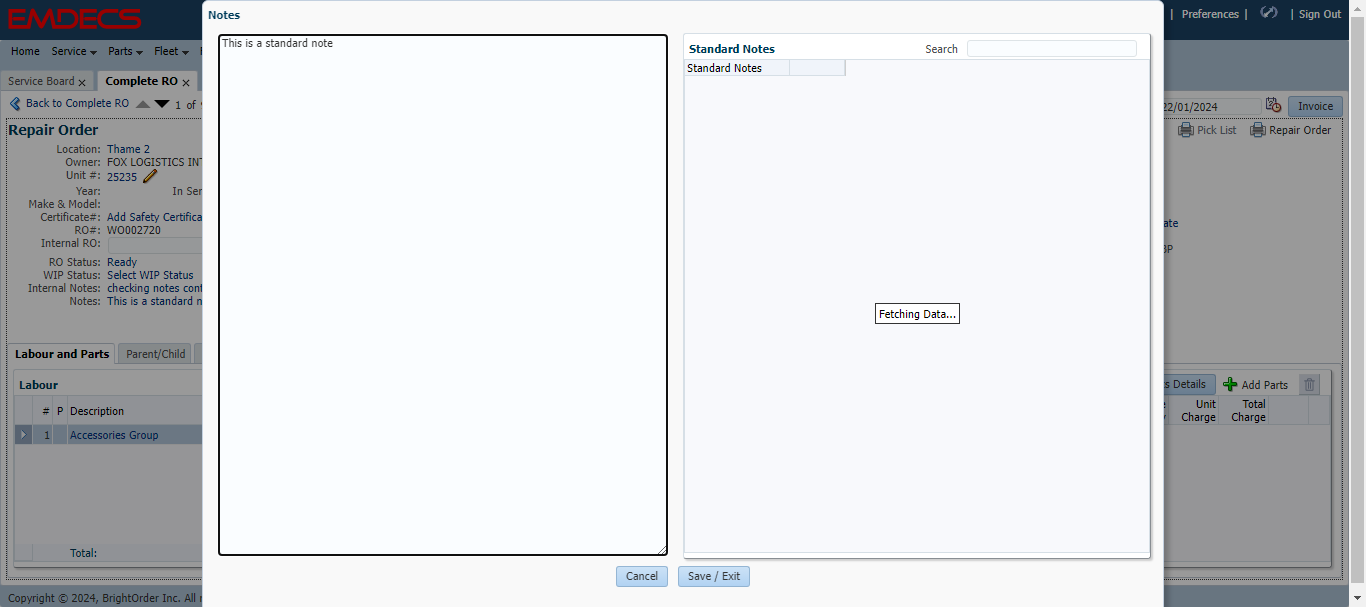 EMDECS
| Preferences |
| Sign Out
Home Service Parts Fleet
Service Board x
Complete RO x
Back to Complete RO
1 of
22/01/2024
Invoice
Repair Order
Pick List
Repair Order
Location: Thame 2
Owner: FOX LOGISTICS INT
Unit #: 25235
Year:
In Ser
Make & Model:
Certificate#: Add Safety Certifica
RO#: WO002720
Internal RO:
RO Status: Ready
WIP Status: Select WIP Status
Internal Notes: checking notes cont
Notes: This is a standard n
Labour and Parts
Parent/Child
Labour
# P Description
1 Accessories Group
Total:
Copyright © 2024, BrightOrder Inc. All r
Notes
This is a standard note
Standard Notes
Search
Standard Notes
Fetching Data...
Cancel
Save / Exit
ate
BP
s Details
Add Parts
Unit Charge
Total Charge